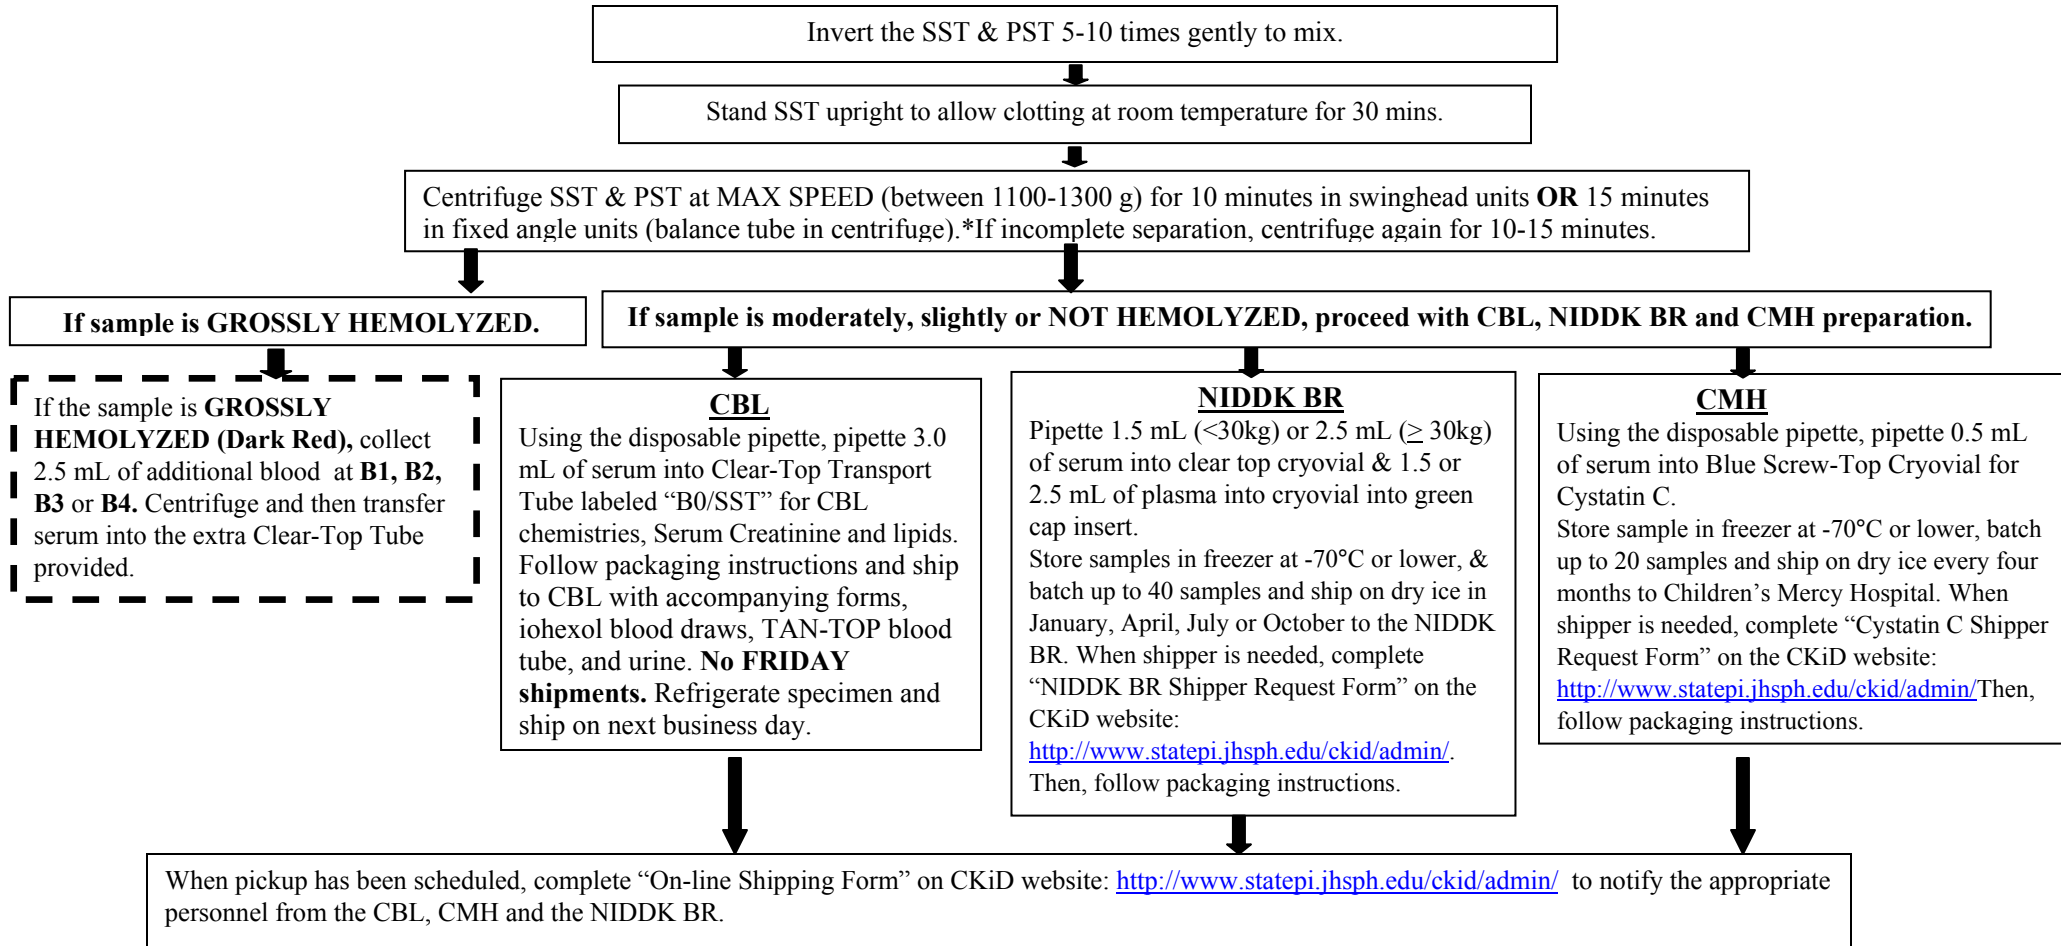 Invert the SST & PST 5-10 times gently to mix.
Stand SST upright to allow clotting at room temperature for 30 mins.
Centrifuge SST & PST at MAX SPEED (between 1100-1300 g) for 10 minutes in swinghead units OR 15 minutes
in fixed angle units (balance tube in centrifuge).*If incomplete separation, centrifuge again for 10-15 minutes.
If sample is GROSSLY HEMOLYZED.
If sample is moderately, slightly or NOT HEMOLYZED, proceed with CBL, NIDDK BR and CMH preparation.
If the sample is GROSSLY
HEMOLYZED (Dark Red), collect
2.5 mL of additional blood at B1, B2,
B3 or B4. Centrifuge and then transfer
serum into the extra Clear-Top Tube
provided.
CBL
Using the disposable pipette, pipette 3.0
mL of serum into Clear-Top Transport
Tube labeled “B0/SST” for CBL
chemistries, Serum Creatinine and lipids.
Follow packaging instructions and ship
to CBL with accompanying forms,
iohexol blood draws, TAN-TOP blood
tube, and urine. No FRIDAY
shipments. Refrigerate specimen and
ship on next business day.
NIDDK BR
Pipette 1.5 mL (<30kg) or 2.5 mL (≥ 30kg)
of serum into clear top cryovial & 1.5 or
2.5 mL of plasma into cryovial into green
cap insert.
Store samples in freezer at -70°C or lower, &
batch up to 40 samples and ship on dry ice in
January, April, July or October to the NIDDK
BR. When shipper is needed, complete
“NIDDK BR Shipper Request Form” on the
CKiD website:
http://www.statepi.jhsph.edu/ckid/admin/.
Then, follow packaging instructions.
CMH
Using the disposable pipette, pipette 0.5 mL
of serum into Blue Screw-Top Cryovial for
Cystatin C.
Store sample in freezer at -70°C or lower, batch
up to 20 samples and ship on dry ice every four
months to Children’s Mercy Hospital. When
shipper is needed, complete “Cystatin C Shipper
Request Form” on the CKiD website:
http://www.statepi.jhsph.edu/ckid/admin/Then,
follow packaging instructions.
When pickup has been scheduled, complete “On-line Shipping Form” on CKiD website: http://www.statepi.jhsph.edu/ckid/admin/ to notify the appropriate
personnel from the CBL, CMH and the NIDDK BR.